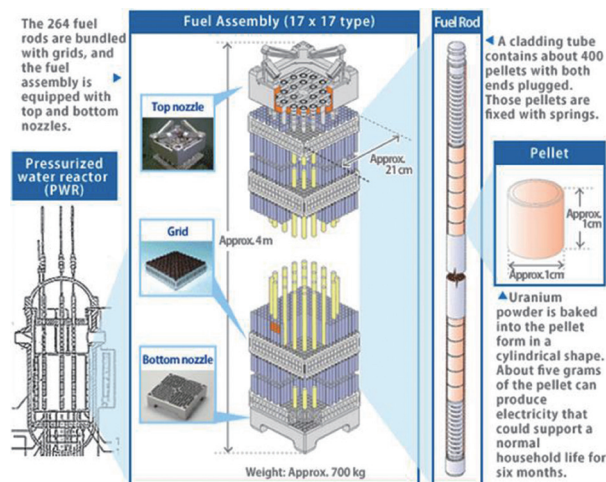 The 264 fuel
rods are bundled
with grids, and
the fuel
assembly is
equipped with
top and bottom
nozzles.
Pressurized
water reactor
(PWR)
Fuel Assembly (17 x 17 type)
Top nozzle
Approx.
21 cm
Grid
Approx. 4 m
Bottom nozzle
Weight: Approx. 700 kg
Fuel Rod
A cladding tube
contains about 400
pellets with both
ends plugged.
Those pellets are
fixed with springs.
Pellet
Approx.
1cm
Approx.1cm
Uranium
powder is baked
into the pellet
form in a
cylindrical shape.
About five grams
of the pellet can
produce
electricity that
could support a
normal
household life for
six months.